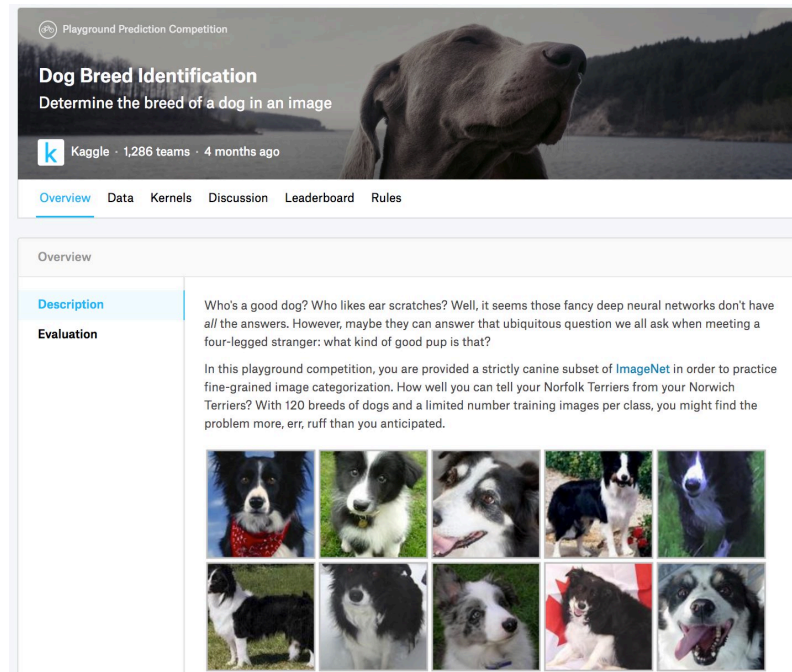 Playground Prediction Competition
Dog Breed Identification
Determine the breed of a dog in an image
k Kaggle · 1,286 teams · 4 months ago
Overview Data Kernels Discussion Leaderboard Rules
Overview
Description
Evaluation
Who's a good dog? Who likes ear scratches? Well, it seems those fancy deep neural networks don't have
all the answers. However, maybe they can answer that ubiquitous question we all ask when meeting a
four-legged stranger: what kind of good pup is that?
In this playground competition, you are provided a strictly canine subset of ImageNet in order to practice
fine-grained image categorization. How well you can tell your Norfolk Terriers from your Norwich
Terriers? With 120 breeds of dogs and a limited number training images per class, you might find the
problem more, err, ruff than you anticipated.